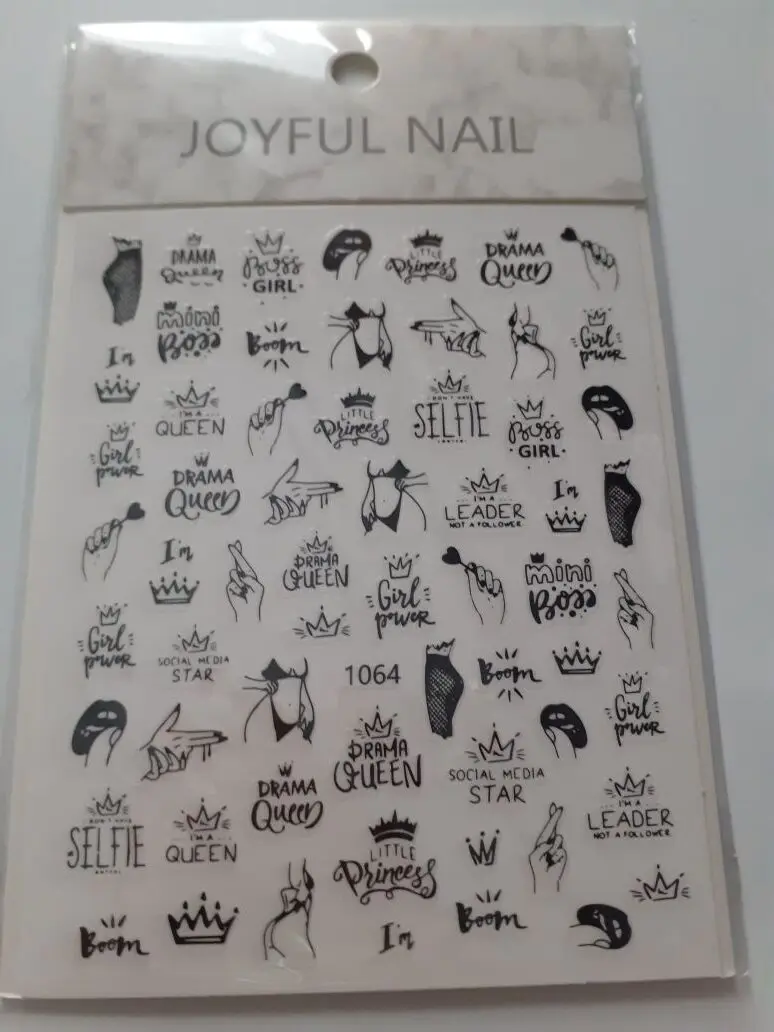 JOYFUL NAIL
DRAMA
Queen
Boss
GIRL
LITTLE
Princess
DRAMA
Queen
mini
Boss
Boom
Girl
power
I'm
I'M A
QUEEN
LITTLE
Princess
DON'T HAVE
SELFIE
CONTROL
Boss
GIRL
Girl
power
DRAMA
Queen
I'M A
LEADER
NOT A FOLLOWER
I'm
I'm
DRAMA
QUEEN
Girl
power
mini
Boss
Girl
power
SOCIAL MEDIA
STAR
1064
Boom
Girl
power
DRAMA
QUEEN
SOCIAL MEDIA
STAR
DRAMA
Queen
I'M A
LEADER
NOT A FOLLOWER
DON'T HAVE
SELFIE
CONTROL
I'M A
QUEEN
LITTLE
Princess
Boom
I'm
Boom